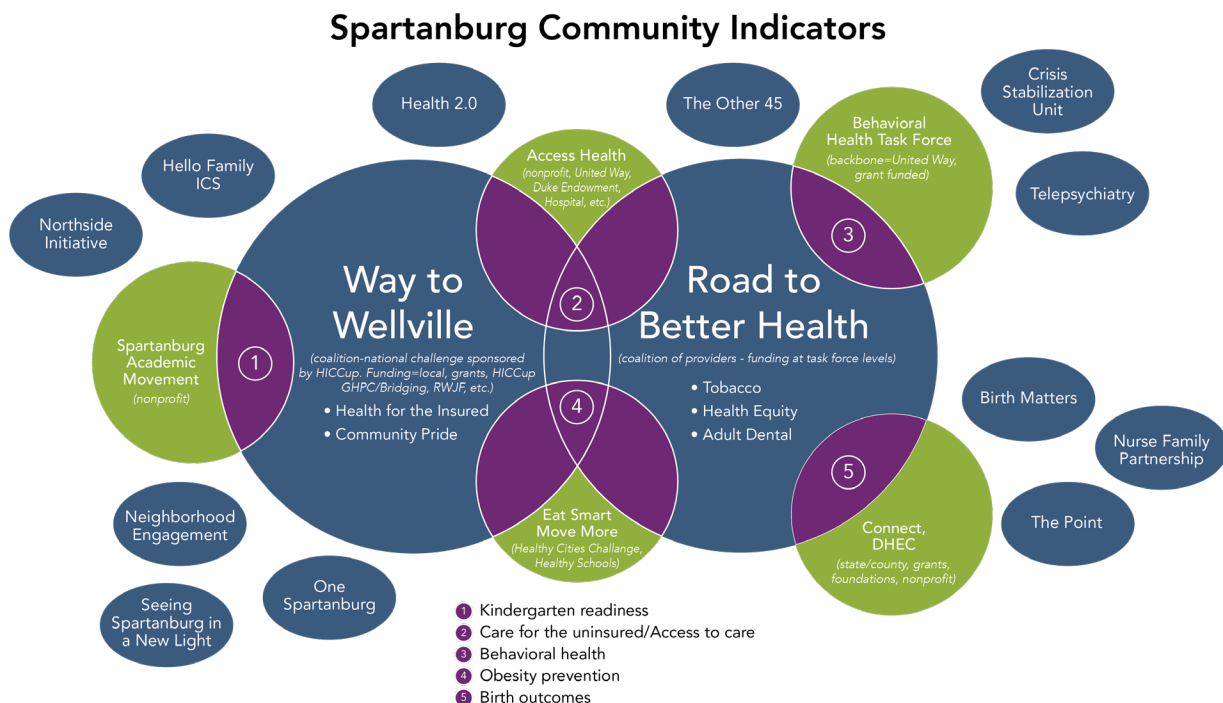 Spartanburg Community Indicators
Health 2.0
The Other 45
Crisis
Stabilization
Unit
Behavioral
Health Task Force
(backbone=United Way,
grant funded)
Hello Family
ICS
Access Health
(nonprofit, United Way,
Duke Endowment,
Hospital, etc.)
Telepsychiatry
Northside
Initiative
3
Way to
Wellville
(coalition-national challenge sponsored
by HICCup. Funding=local, grants, HICCup
GHPC/Bridging, RWJF, etc.)
• Health for the Insured
• Community Pride
2
Road to
Better Health
(coalition of providers - funding at task force levels)
• Tobacco
• Health Equity
• Adult Dental
Spartanburg
Academic
Movement
(nonprofit)
1
4
Birth Matters
Nurse Family
Partnership
5
The Point
Neighborhood
Engagement
Eat Smart
Move More
(Healthy Cities Challange,
Healthy Schools)
Connect,
DHEC
(state/county, grants,
foundations, nonprofit)
One
Spartanburg
Seeing
Spartanburg in
a New Light
1 Kindergarten readiness
2 Care for the uninsured/Access to care
3 Behavioral health
4 Obesity prevention
5 Birth outcomes